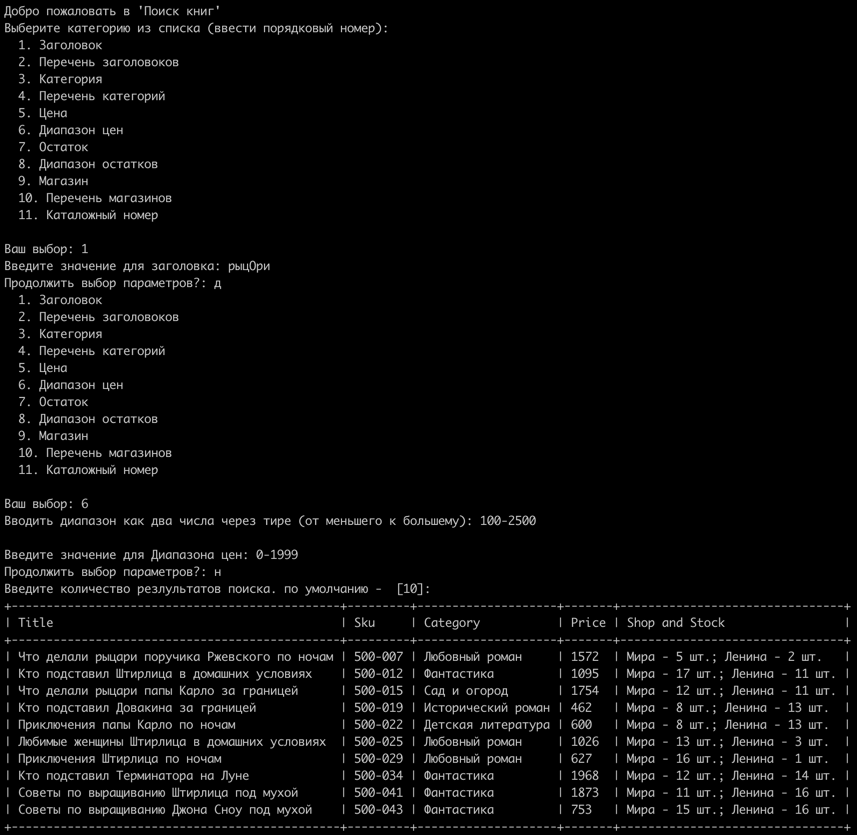 Добро пожаловать в 'Поиск книг'
Выберите категорию из списка (ввести порядковый номер):
  1. Заголовок
  2. Перечень заголовоков
  3. Категория
  4. Перечень категорий
  5. Цена
  6. Диапазон цен
  7. Остаток
  8. Диапазон остатков
  9. Магазин
  10. Перечень магазинов
  11. Каталожный номер

Ваш выбор: 1
Введите значение для заголовка: рыцОри
Продолжить выбор параметров?: д
  1. Заголовок
  2. Перечень заголовоков
  3. Категория
  4. Перечень категорий
  5. Цена
  6. Диапазон цен
  7. Остаток
  8. Диапазон остатков
  9. Магазин
  10. Перечень магазинов
  11. Каталожный номер

Ваш выбор: 6
Вводить диапазон как два числа через тире (от меньшего к большему): 100-2500

Введите значение для Диапазона цен: 0-1999
Продолжить выбор параметров?: н
Введите количество резлультатов поиска. по умолчанию -  [10]:
| Title | Sku | Category | Price | Shop and Stock |
| Что делали рыцари поручика Ржевского по ночам | 500-007 | Любовный роман | 1572 | Мира - 5 шт.; Ленина - 2 шт. |
| Кто подставил Штирлица в домашних условиях | 500-012 | Фантастика | 1095 | Мира - 17 шт.; Ленина - 11 шт. |
| Что делали рыцари папы Карло за границей | 500-015 | Сад и огород | 1754 | Мира - 12 шт.; Ленина - 11 шт. |
| Кто подставил Довакина за границей | 500-019 | Исторический роман | 462 | Мира - 8 шт.; Ленина - 13 шт. |
| Приключения папы Карло по ночам | 500-022 | Детская литература | 600 | Мира - 8 шт.; Ленина - 13 шт. |
| Любимые женщины Штирлица в домашних условиях | 500-025 | Любовный роман | 1026 | Мира - 13 шт.; Ленина - 3 шт. |
| Приключения Штирлица по ночам | 500-029 | Любовный роман | 627 | Мира - 16 шт.; Ленина - 1 шт. |
| Кто подставил Терминатора на Луне | 500-034 | Фантастика | 1968 | Мира - 12 шт.; Ленина - 14 шт. |
| Советы по выращиванию Штирлица под мухой | 500-041 | Фантастика | 1873 | Мира - 11 шт.; Ленина - 16 шт. |
| Советы по выращиванию Джона Сноу под мухой | 500-043 | Фантастика | 753 | Мира - 15 шт.; Ленина - 16 шт. |